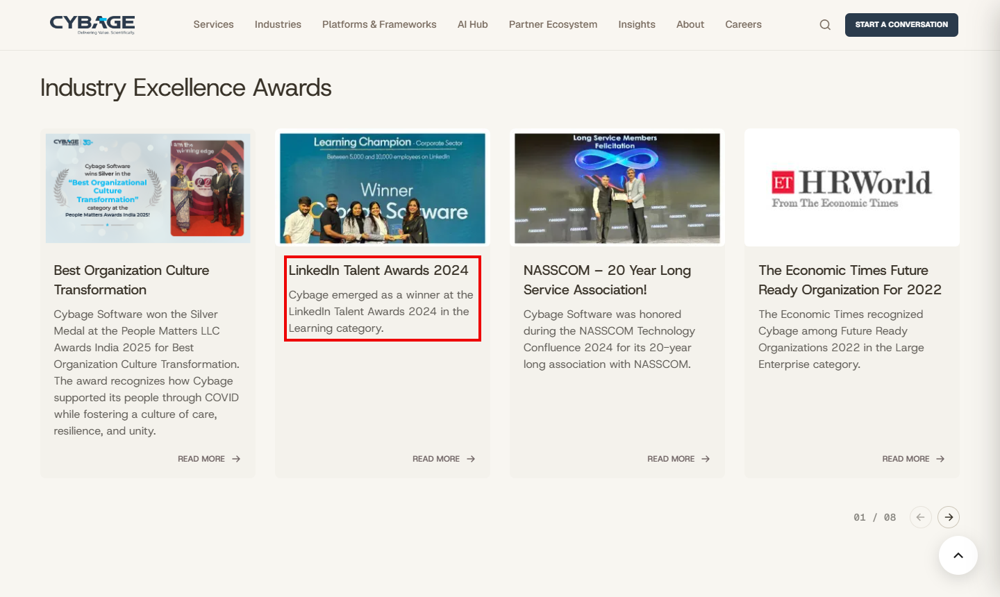 CYBAGE
Delivering Value. Scientifically.
Services
Industries
Platforms & Frameworks
AI Hub
Partner Ecosystem
Insights
About
Careers
START A CONVERSATION
Industry Excellence Awards
CYBAGE
I am the
winning edge
Cybage Software
wins Silver in the
"Best Organizational
Culture
Transformation"
category at the
People Matters Awards India 2025!
Best Organization Culture
Transformation
Cybage Software won the Silver
Medal at the People Matters LLC
Awards India 2025 for Best
Organization Culture Transformation.
The award recognizes how Cybage
supported its people through COVID
while fostering a culture of care,
resilience, and unity.
READ MORE
Learning Champion · Corporate Sector
Between 5,000 and 10,000 employees on LinkedIn
Winner
Cybage Software
LinkedIn Talent Awards 2024
Cybage emerged as a winner at the
LinkedIn Talent Awards 2024 in the
Learning category.
READ MORE
Long Service Members
Felicitation
nasscom
nasscom
nasscom
nasscom
nasscom
nasscom
NASSCOM – 20 Year Long
Service Association!
Cybage Software was honored
during the NASSCOM Technology
Confluence 2024 for its 20-year
long association with NASSCOM.
READ MORE
ET HRWorld
From The Economic Times
The Economic Times Future
Ready Organization For 2022
The Economic Times recognized
Cybage among Future Ready
Organizations 2022 in the Large
Enterprise category.
READ MORE
01 / 08